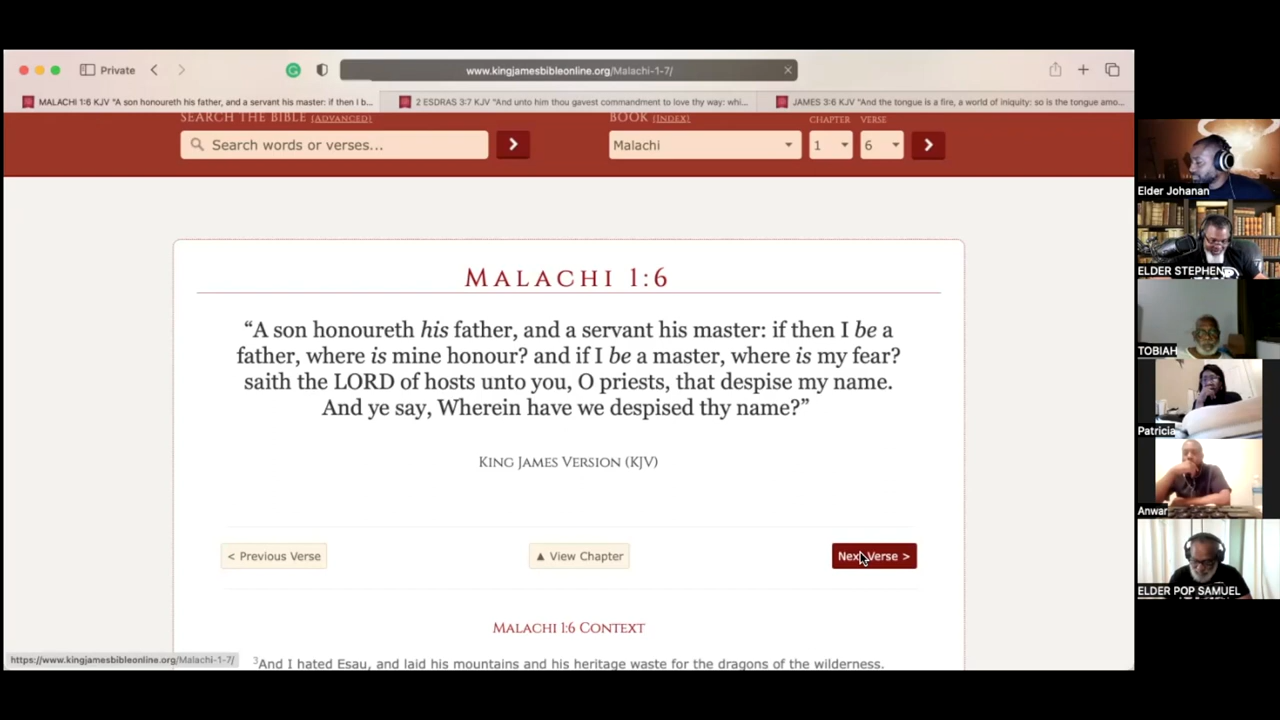 Private
www.kingjamesbibleonline.org/Malachi-1-7/
MALACHI 1:6 KJV "A son honoureth his father, and a servant his master: if then I b...
2 ESDRAS 3:7 KJV "And unto him thou gavest commandment to love thy way: whi...
JAMES 3:6 KJV "And the tongue is a fire, a world of iniquity: so is the tongue amo...
SEARCH THE BIBLE (ADVANCED)
BOOK (INDEX)
CHAPTER
VERSE
Search words or verses...
Malachi
1
6
MALACHI 1:6
“A son honoureth his father, and a servant his master: if then I be a
father, where is mine honour? and if I be a master, where is my fear?
saith the LORD of hosts unto you, O priests, that despise my name.
And ye say, Wherein have we despised thy name?”
KING JAMES VERSION (KJV)
< Previous Verse
▲ View Chapter
Next Verse >
MALACHI 1:6 CONTEXT
3And I hated Esau, and laid his mountains and his heritage waste for the dragons of the wilderness.
https://www.kingjamesbibleonline.org/Malachi-1-7/
Elder Johanan
ELDER STEPHEN
TOBIAH
Patricia
Anwar
ELDER POP SAMUEL